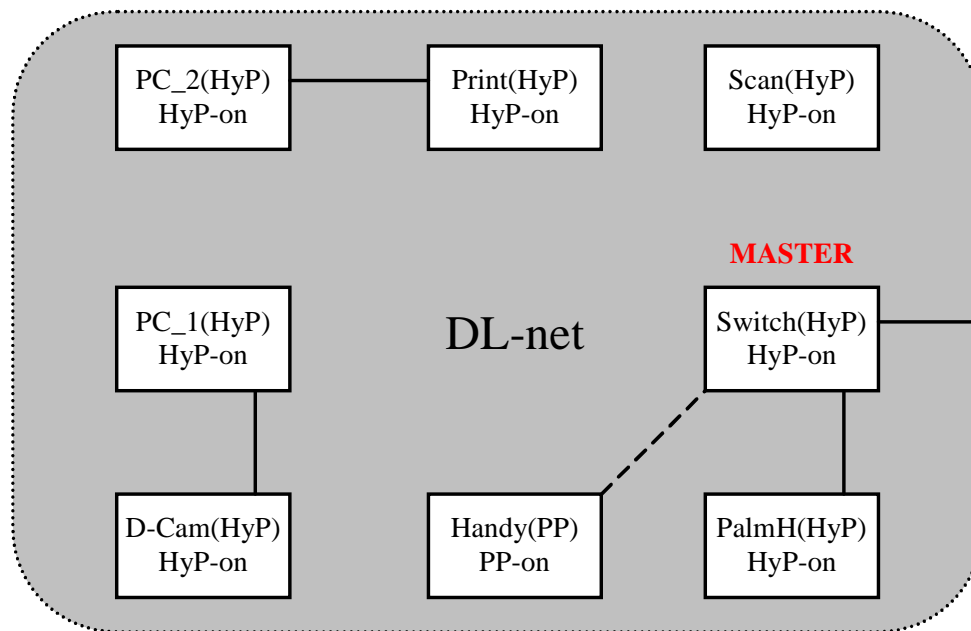 PC_2(HyP)
HyP-on
Print(HyP)
HyP-on
Scan(HyP)
HyP-on
MASTER
PC_1(HyP)
HyP-on
DL-net
Switch(HyP)
HyP-on
D-Cam(HyP)
HyP-on
Handy(PP)
PP-on
PalmH(HyP)
HyP-on